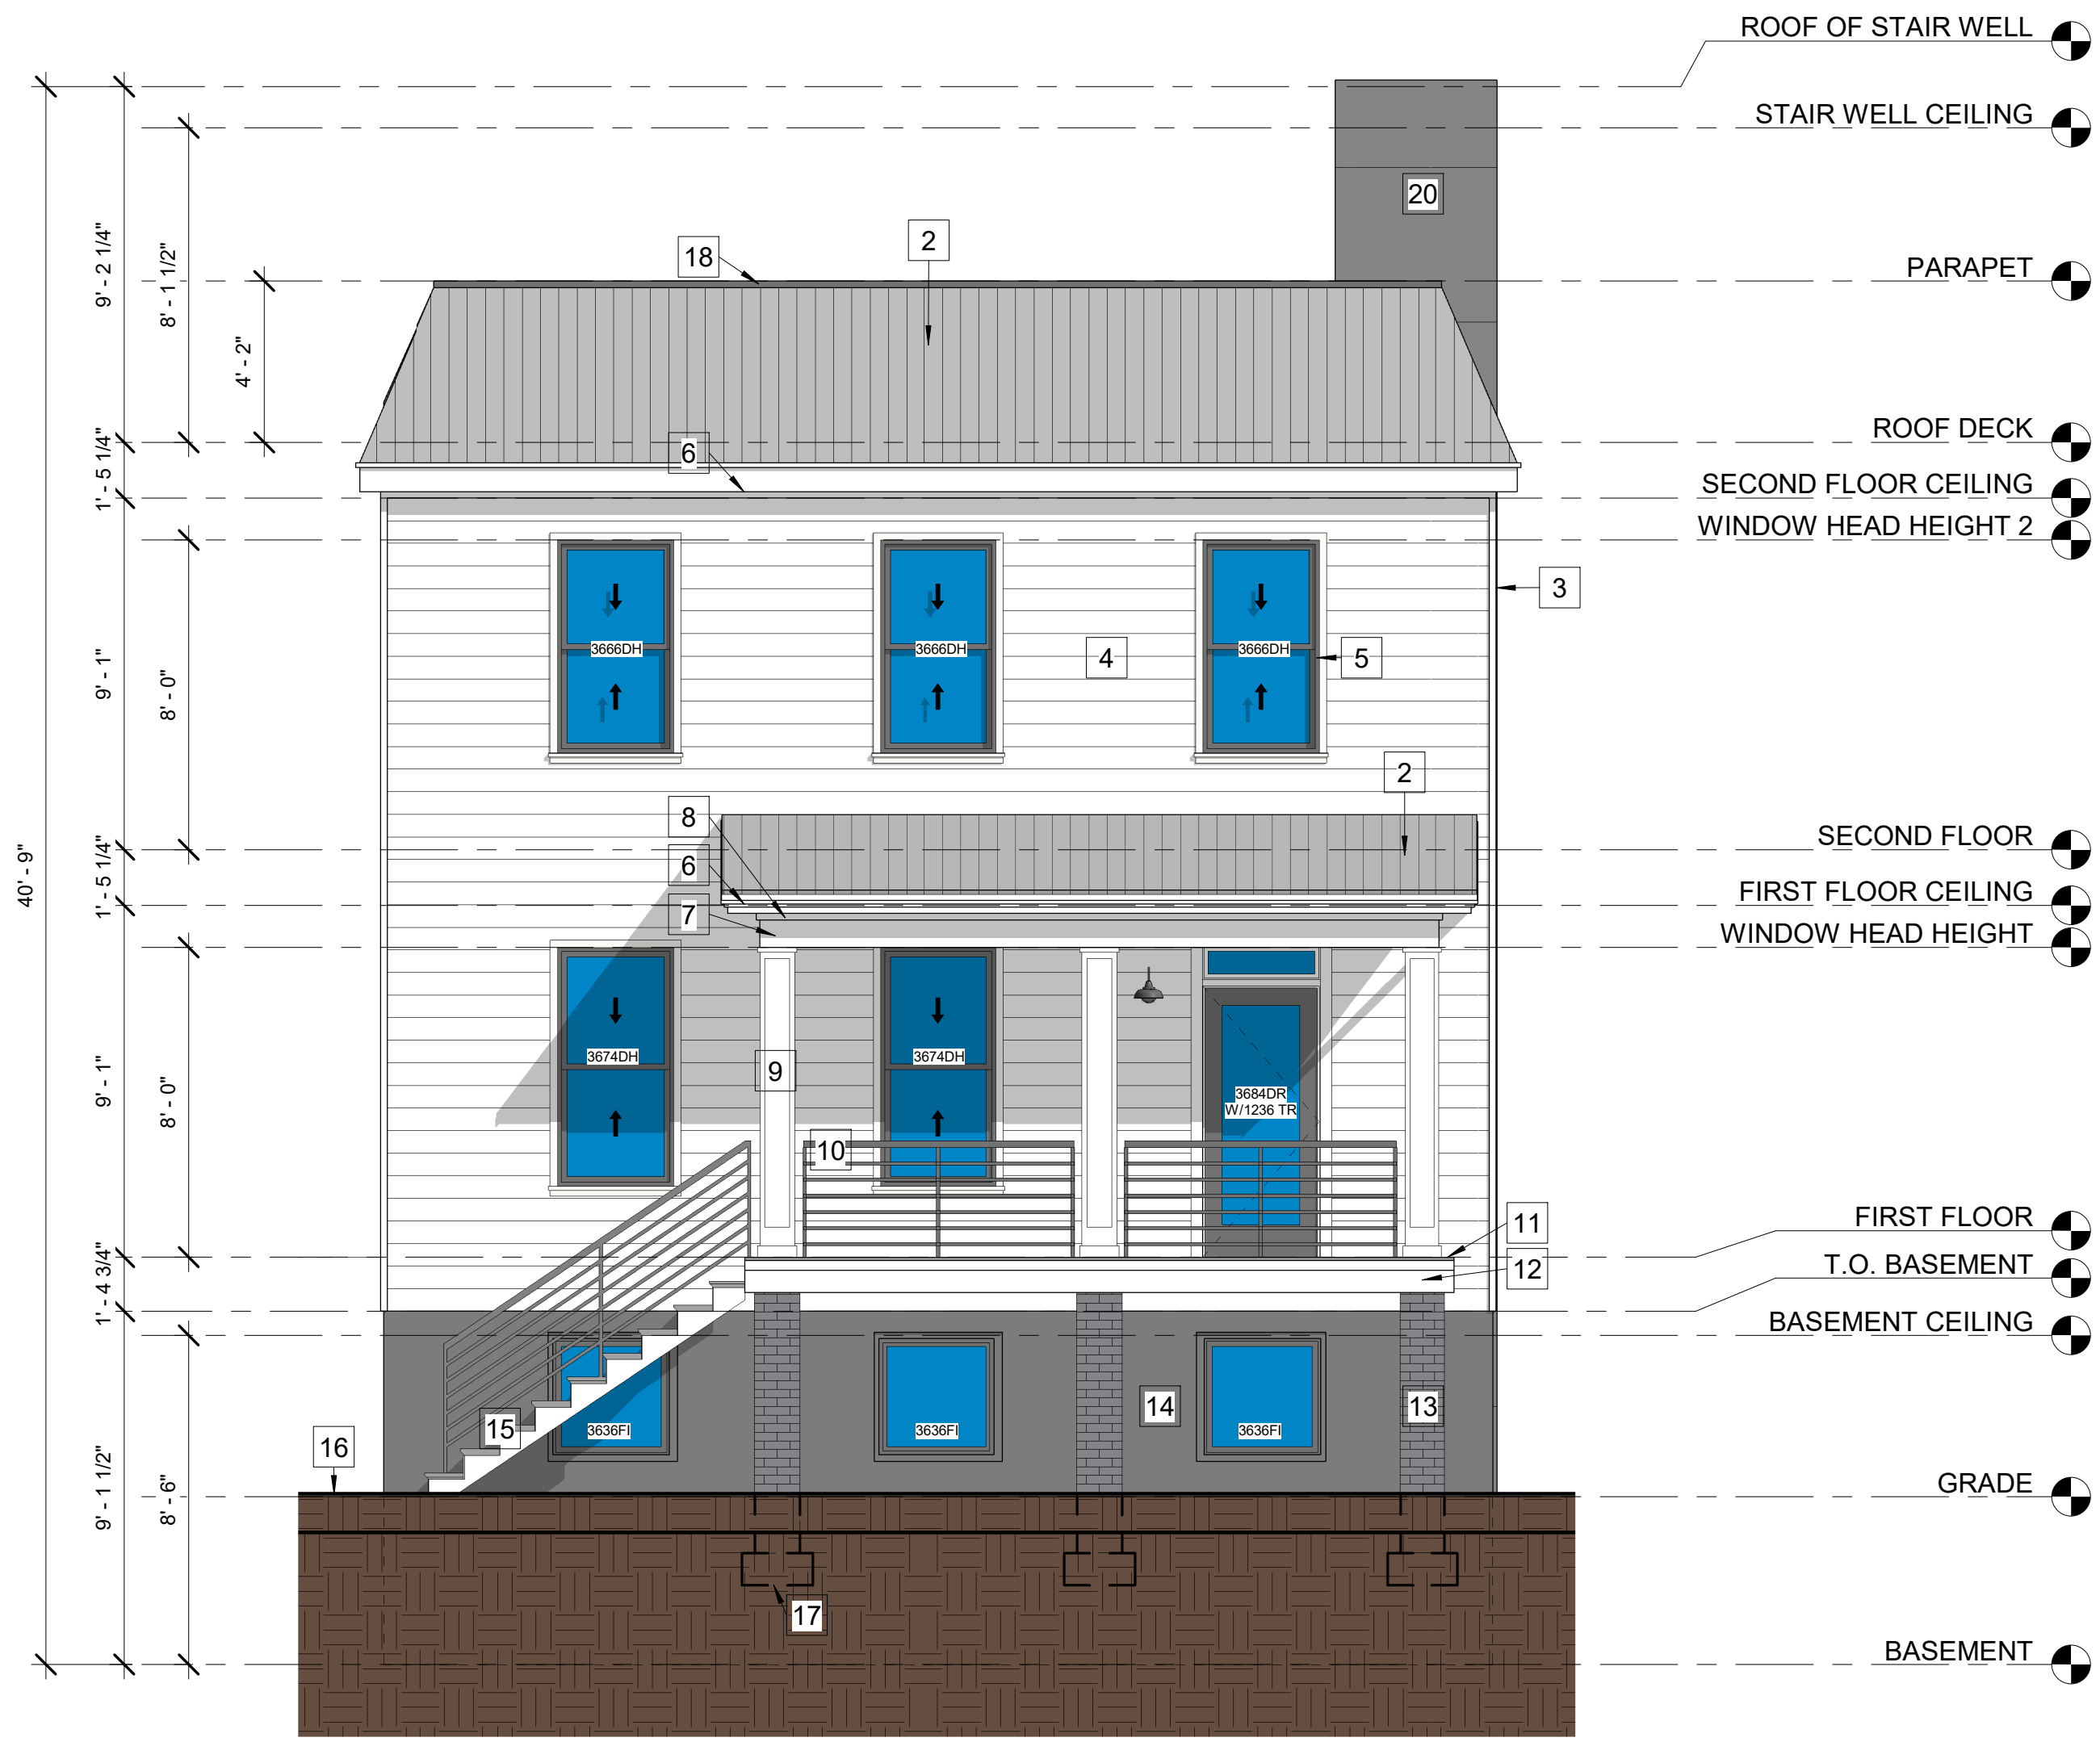 ROOF OF STAIR WELL
STAIR WELL CEILING
20
2
18
PARAPET
9' - 2 1/4"
8' - 1 1/2"
4' - 2"
ROOF DECK
6
1' - 5 1/4"
SECOND FLOOR CEILING
WINDOW HEAD HEIGHT 2
3
3666DH
3666DH
3666DH
4
5
9' - 1"
8' - 0"
2
8
SECOND FLOOR
6
40' - 9"
1' - 5 1/4"
FIRST FLOOR CEILING
7
WINDOW HEAD HEIGHT
3674DH
3674DH
9
9' - 1"
8' - 0"
3684DR
W/1236 TR
10
11
FIRST FLOOR
12
T.O. BASEMENT
1' - 4 3/4"
BASEMENT CEILING
14
13
15
3636FI
3636FI
3636FI
16
9' - 1 1/2"
8' - 6"
GRADE
17
BASEMENT